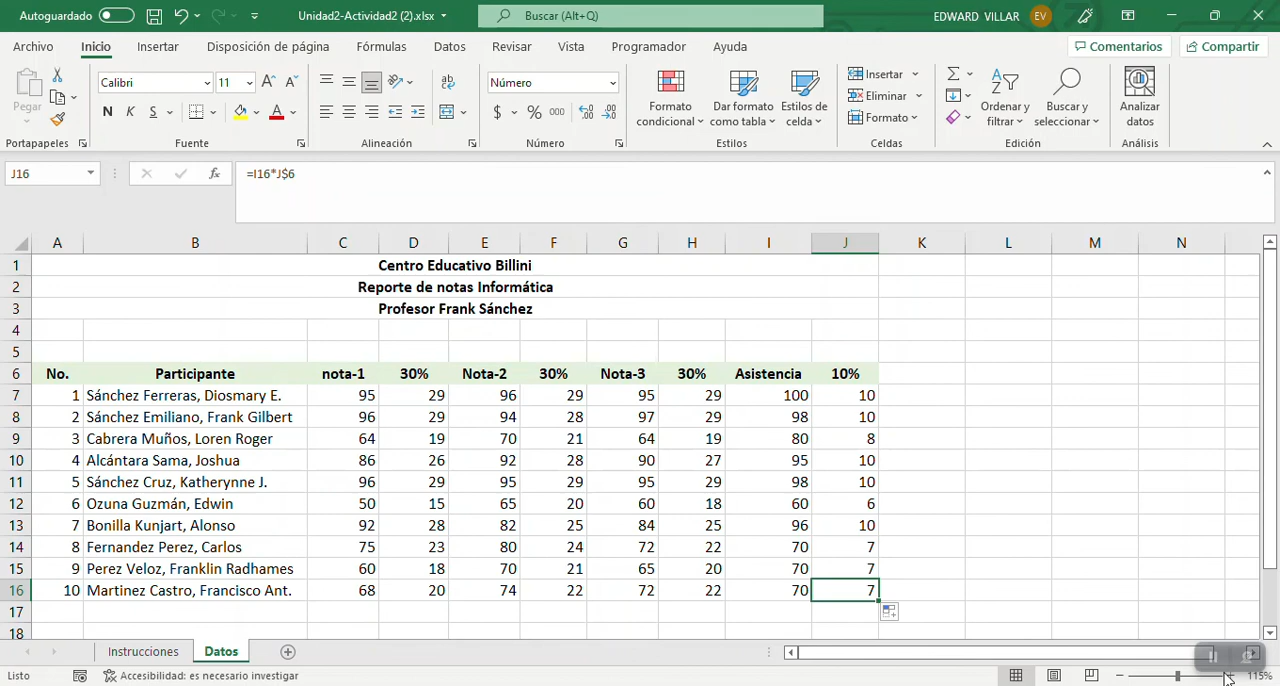 Autoguardado Unidad2-Actividad2 (2).xlsx Buscar (Alt+Q) EDWARD VILLAR EV
Archivo Inicio Insertar Disposición de página Fórmulas Datos Revisar Vista Programador Ayuda Comentarios Compartir
Pegar Calibri 11 Número Formato condicional Dar formato como tabla Estilos de celda Insertar Eliminar Formato Ordenar y filtrar Buscar y seleccionar Analizar datos
N K S $ % 000
Portapapeles Fuente Alineación Número Estilos Celdas Edición Análisis
J16 fx =I16*J$6
A B C D E F G H I J K L M N
1 Centro Educativo Billini
2 Reporte de notas Informática
3 Profesor Frank Sánchez
4
5
6 No. Participante nota-1 30% Nota-2 30% Nota-3 30% Asistencia 10%
7 1 Sánchez Ferreras, Diosmary E. 95 29 96 29 95 29 100 10
8 2 Sánchez Emiliano, Frank Gilbert 96 29 94 28 97 29 98 10
9 3 Cabrera Muños, Loren Roger 64 19 70 21 64 19 80 8
10 4 Alcántara Sama, Joshua 86 26 92 28 90 27 95 10
11 5 Sánchez Cruz, Katherynne J. 96 29 95 29 95 29 98 10
12 6 Ozuna Guzmán, Edwin 50 15 65 20 60 18 60 6
13 7 Bonilla Kunjart, Alonso 92 28 82 25 84 25 96 10
14 8 Fernandez Perez, Carlos 75 23 80 24 72 22 70 7
15 9 Perez Veloz, Franklin Radhames 60 18 70 21 65 20 70 7
16 10 Martinez Castro, Francisco Ant. 68 20 74 22 72 22 70 7
17
18
Instrucciones Datos
Listo Accesibilidad: es necesario investigar 115%